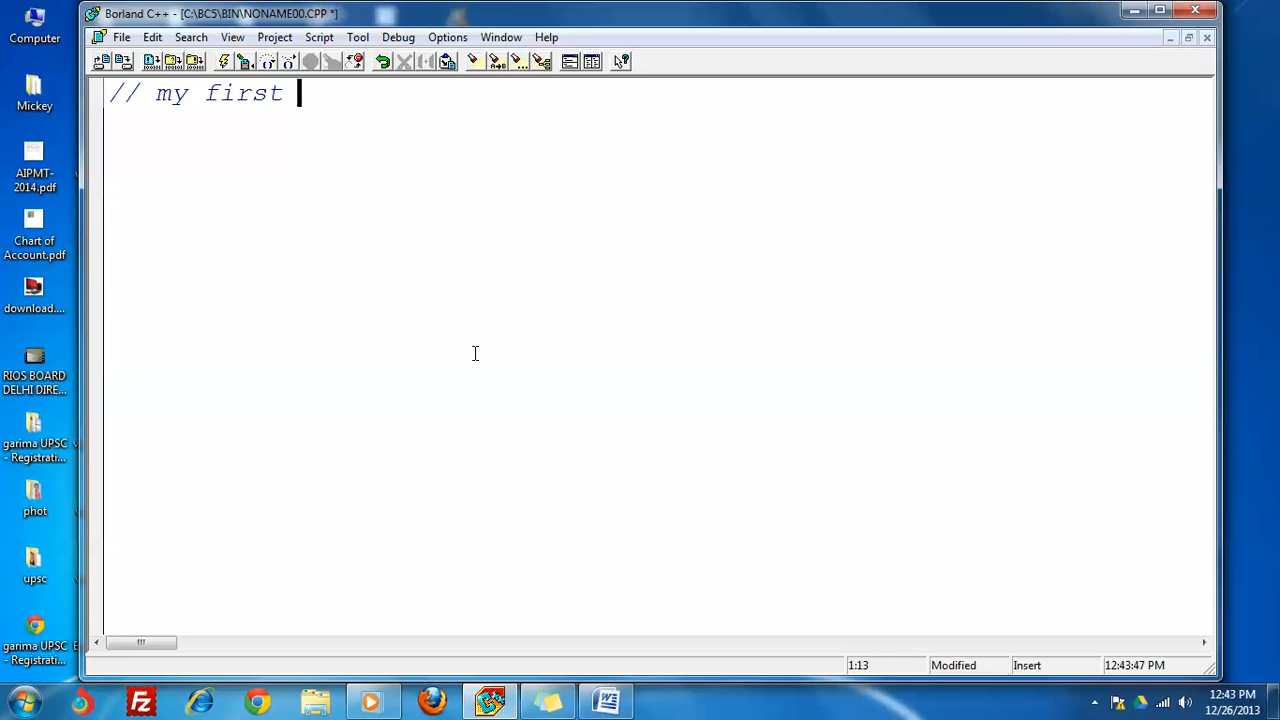 Borland C++ - [C:\BC5\BIN\NONAME00.CPP *]
File Edit Search View Project Script Tool Debug Options Window Help
// my first
Computer
Mickey
AIPMT-
2014.pdf
Chart of
Account.pdf
download....
RIOS BOARD
DELHI DIRE...
garima UPSC
- Registrati...
phot
upsc
garima UPSC
- Registrati...
1:13 Modified Insert 12:43:47 PM
12:43 PM
12/26/2013